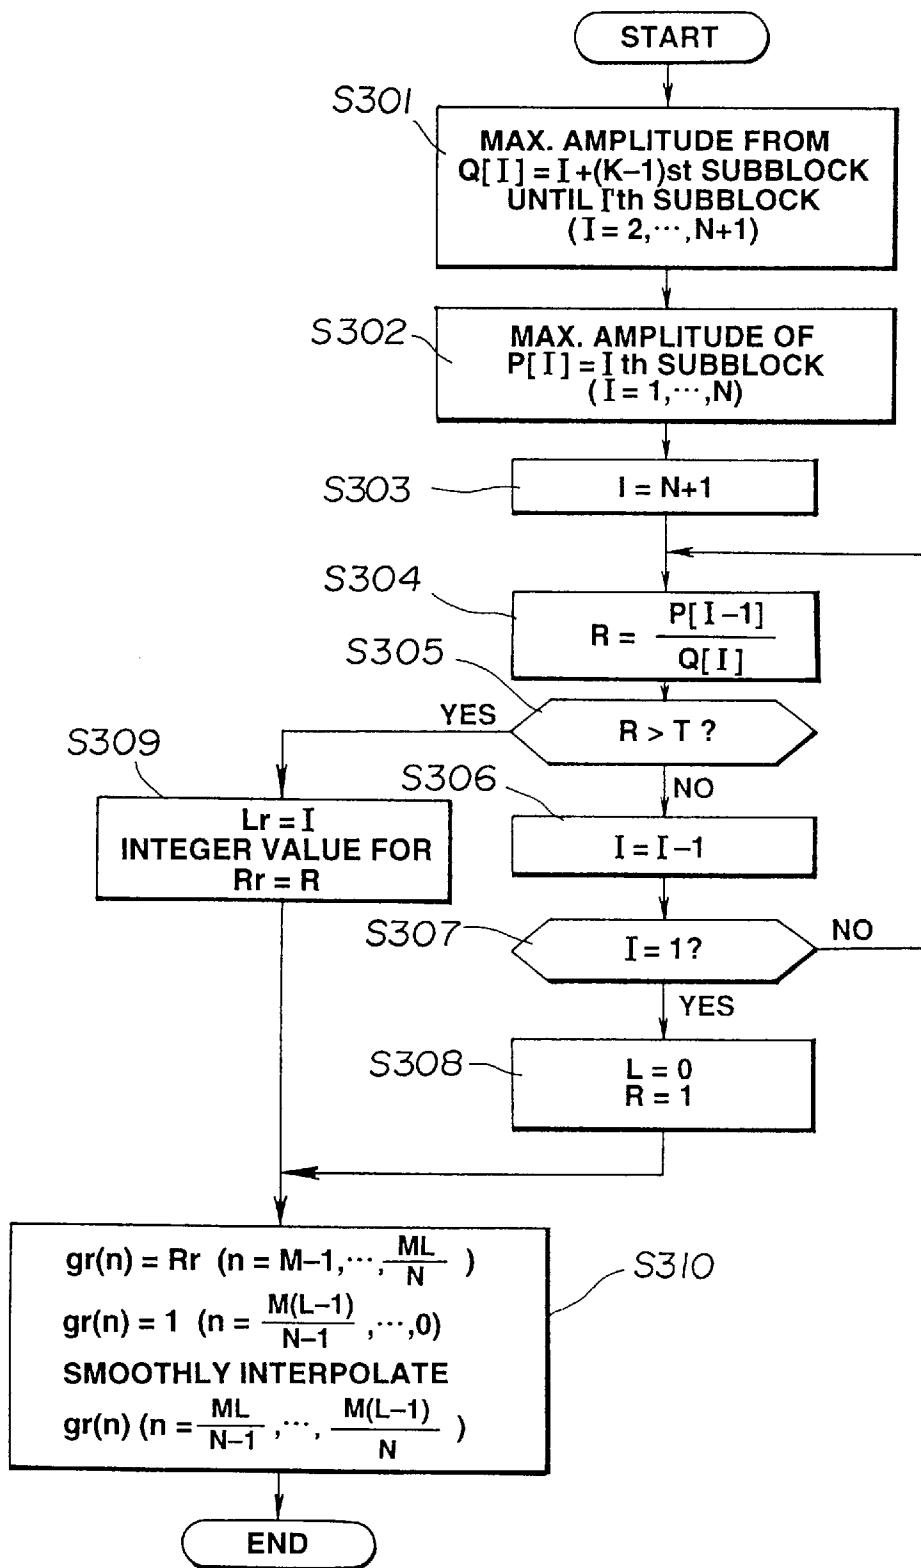 START
S301
MAX. AMPLITUDE FROM
Q[I] = I+(K–1)st SUBBLOCK
UNTIL I'th SUBBLOCK
(I = 2,⋯,N+1)
S302
MAX. AMPLITUDE OF
P[I] = I th SUBBLOCK
(I = 1,⋯,N)
S303
I = N+1
S304
R = P[I–1] / Q[I]
S305
R > T ?
YES
NO
S309
Lr = I
INTEGER VALUE FOR
Rr = R
S306
I = I–1
S307
I = 1?
NO
YES
S308
L = 0
R = 1
S310
gr(n) = Rr (n = M–1,⋯, ML/N )
gr(n) = 1 (n = M(L–1)/N–1 ,⋯,0)
SMOOTHLY INTERPOLATE
gr(n) (n = ML/N–1 ,⋯, M(L–1)/N )
END